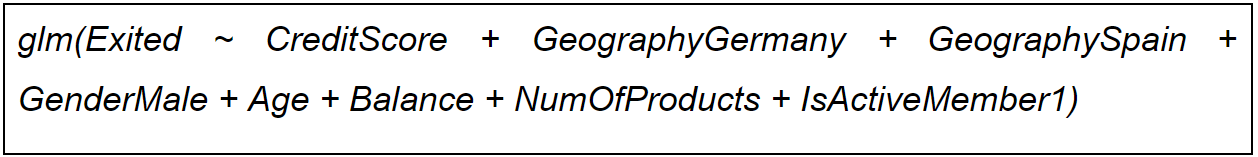 glm(Exited ~ CreditScore + GeographyGermany + GeographySpain +
GenderMale + Age + Balance + NumOfProducts + IsActiveMember1)